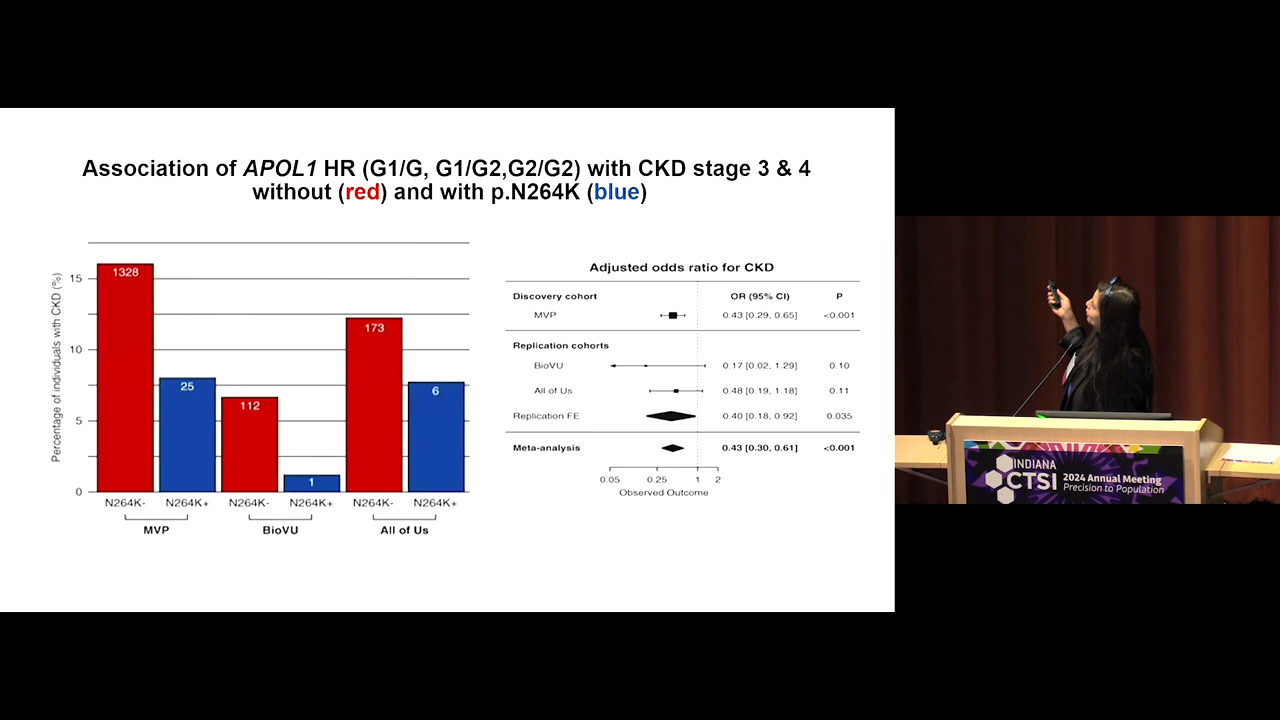 Association of APOL1 HR (G1/G, G1/G2,G2/G2) with CKD stage 3 & 4
without (red) and with p.N264K (blue)
Percentage of individuals with CKD (%)
15
10
5
0
1328
25
112
1
173
6
N264K- N264K+ N264K- N264K+ N264K- N264K+
MVP BioVU All of Us
Adjusted odds ratio for CKD
Discovery cohort OR (95% CI) P
MVP 0.43 [0.29, 0.65] <0.001
Replication cohorts
BioVU 0.17 [0.02, 1.29] 0.10
All of Us 0.48 [0.19, 1.18] 0.11
Replication FE 0.40 [0.18, 0.92] 0.035
Meta-analysis 0.43 [0.30, 0.61] <0.001
0.05 0.25 1 2
Observed Outcome
INDIANA
CTSI
2024 Annual Meeting
Precision to Population